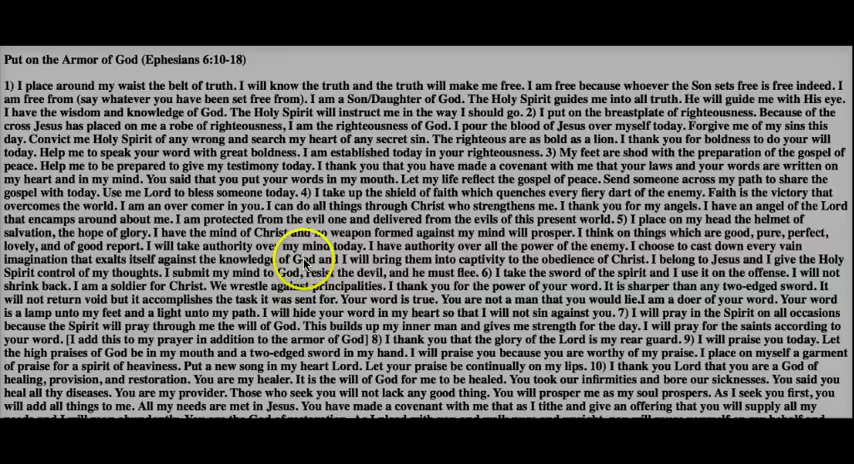 Put on the Armor of God (Ephesians 6:10-18)
1) I place around my waist the belt of truth. I will know the truth and the truth will make me free. I am free because whoever the Son sets free is free indeed. I
am free from (say whatever you have been set free from). I am a Son/Daughter of God. The Holy Spirit guides me into all truth. He will guide me with His eye.
I have the wisdom and knowledge of God. The Holy Spirit will instruct me in the way I should go. 2) I put on the breastplate of righteousness. Because of the
cross Jesus has placed on me a robe of righteousness, I am the righteousness of God. I pour the blood of Jesus over myself today. Forgive me of my sins this
day. Convict me Holy Spirit of any wrong and search my heart of any secret sin. The righteous are as bold as a lion. I thank you for boldness to do your will
today. Help me to speak your word with great boldness. I am established today in your righteousness. 3) My feet are shod with the preparation of the gospel of
peace. Help me to be prepared to give my testimony today. I thank you that you have made a covenant with me that your laws and your words are written on
my heart and in my mind. You said that you put your words in my mouth. Let my life reflect the gospel of peace. Send someone across my path to share the
gospel with today. Use me Lord to bless someone today. 4) I take up the shield of faith which quenches every fiery dart of the enemy. Faith is the victory that
overcomes the world. I am an over comer in you. I can do all things through Christ who strengthens me. I thank you for my angels. I have an angel of the Lord
that encamps around about me. I am protected from the evil one and delivered from the evils of this present world. 5) I place on my head the helmet of
salvation, the hope of glory. I have the mind of Christ and no weapon formed against my mind will prosper. I think on things which are good, pure, perfect,
lovely, and of good report. I will take authority over my mind today. I have authority over all the power of the enemy. I choose to cast down every vain
imagination that exalts itself against the knowledge of God and I will bring them into captivity to the obedience of Christ. I belong to Jesus and I give the Holy
Spirit control of my thoughts. I submit my mind to God, resist the devil, and he must flee. 6) I take the sword of the spirit and I use it on the offense. I will not
shrink back. I am a soldier for Christ. We wrestle against principalities. I thank you for the power of your word. It is sharper than any two-edged sword. It
will not return void but it accomplishes the task it was sent for. Your word is true. You are not a man that you would lie.I am a doer of your word. Your word
is a lamp unto my feet and a light unto my path. I will hide your word in my heart so that I will not sin against you. 7) I will pray in the Spirit on all occasions
because the Spirit will pray through me the will of God. This builds up my inner man and gives me strength for the day. I will pray for the saints according to
your word. [I add this to my prayer in addition to the armor of God] 8) I thank you that the glory of the Lord is my rear guard. 9) I will praise you today. Let
the high praises of God be in my mouth and a two-edged sword in my hand. I will praise you because you are worthy of my praise. I place on myself a garment
of praise for a spirit of heaviness. Put a new song in my heart Lord. Let your praise be continually on my lips. 10) I thank you Lord that you are a God of
healing, provision, and restoration. You are my healer. It is the will of God for me to be healed. You took our infirmities and bore our sicknesses. You said you
heal all thy diseases. You are my provider. Those who seek you will not lack any good thing. You will prosper me as my soul prospers. As I seek you first, you
will add all things to me. All my needs are met in Jesus. You have made a covenant with me that as I tithe and give an offering that you will supply all my